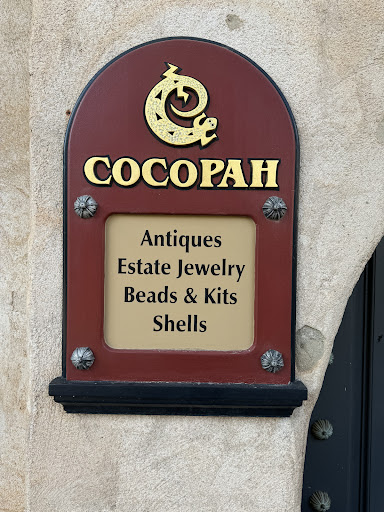 COCOPAH
Antiques
Estate Jewelry
Beads & Kits
Shells